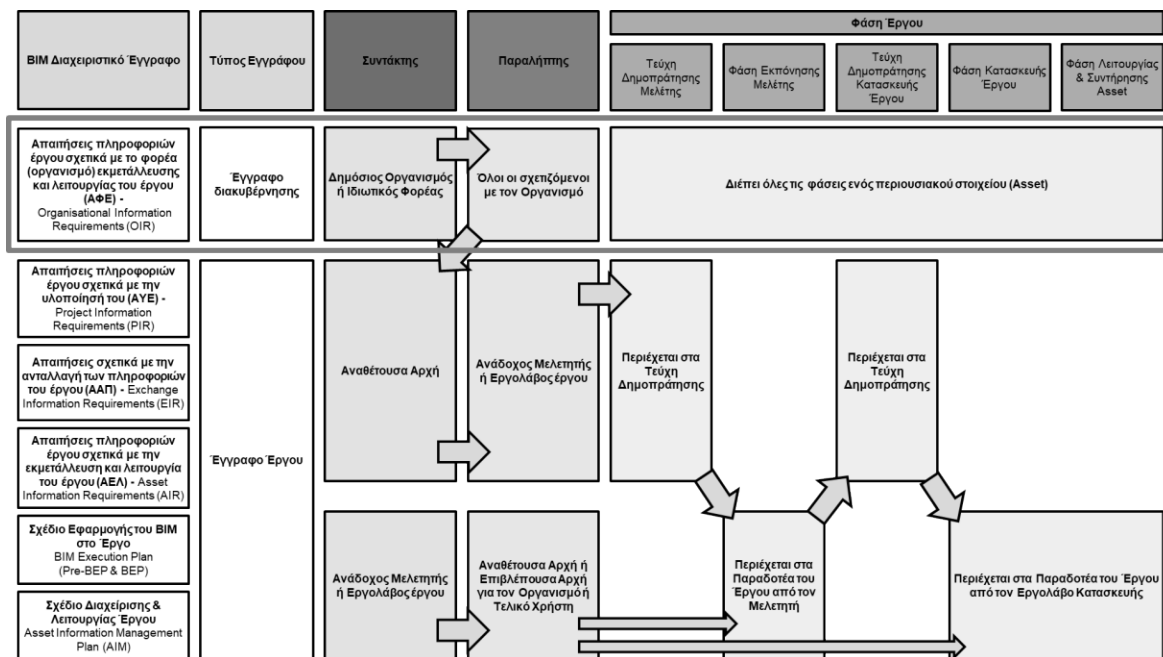 Φάση Έργου
BIM Διαχειριστικό Έγγραφο
Τύπος Εγγράφου
Συντάκτης
Παραλήπτης
Τεύχη
Δημοπράτησης
Μελέτης
Φάση Εκπόνησης
Μελέτης
Τεύχη
Δημοπράτησης
Κατασκευής
Έργου
Φάση Κατασκευής
Έργου
Φάση Λειτουργίας
& Συντήρησης
Asset
Απαιτήσεις πληροφοριών
έργου σχετικά με το φορέα
(οργανισμό) εκμετάλλευσης
και λειτουργίας του έργου
(ΑΦΕ) -
Organisational Information
Requirements (OIR)
Έγγραφο
διακυβέρνησης
Δημόσιος Οργανισμός
ή Ιδιωτικός Φορέας
Όλοι οι σχετιζόμενοι
με τον Οργανισμό
Διέπει όλες τις φάσεις ενός περιουσιακού στοιχείου (Asset)
Απαιτήσεις πληροφοριών
έργου σχετικά με την
υλοποίησή του (ΑΥΕ) -
Project Information
Requirements (PIR)
Απαιτήσεις σχετικά με την
ανταλλαγή των πληροφοριών
του έργου (ΑΑΠ) - Exchange
Information Requirements (EIR)
Απαιτήσεις πληροφοριών
έργου σχετικά με την
εκμετάλλευση και λειτουργία
του έργου (ΑΕΛ) - Asset
Information Requirements (AIR)
Σχέδιο Εφαρμογής του BIM
στο Έργο
BIM Execution Plan
(Pre-BEP & BEP)
Σχέδιο Διαχείρισης &
Λειτουργίας Έργου
Asset Information Management
Plan (AIM)
Έγγραφο Έργου
Αναθέτουσα Αρχή
Ανάδοχος Μελετητής
ή Εργολάβος έργου
Περιέχεται στα
Τεύχη
Δημοπράτησης
Περιέχεται στα
Τεύχη
Δημοπράτησης
Ανάδοχος Μελετητής
ή Εργολάβος έργου
Αναθέτουσα Αρχή ή
Επιβλέπουσα Αρχή
για τον Οργανισμό ή
Τελικό Χρήστη
Περιέχεται στα
Παραδοτέα του
Έργου από τον
Μελετητή
Περιέχεται στα Παραδοτέα του Έργου
από τον Εργολάβο Κατασκευής